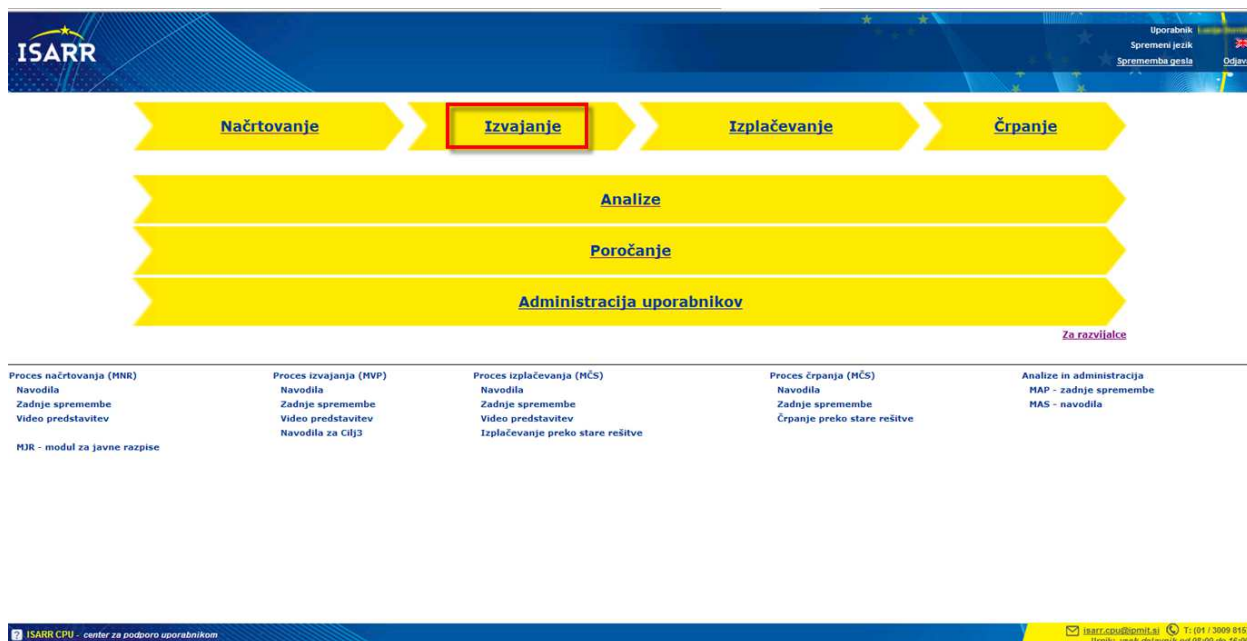 ISARR
Uporabnik
Spremeni jezik
Sprememba gesla Odjava
Načrtovanje Izvajanje Izplačevanje Črpanje
Analize
Poročanje
Administracija uporabnikov
Za razvijalce
Proces načrtovanja (MNR)
Navodila
Zadnje spremembe
Video predstavitev
MJR - modul za javne razpise
Proces izvajanja (MVP)
Navodila
Zadnje spremembe
Video predstavitev
Navodila za Cilj3
Proces izplačevanja (MČS)
Navodila
Zadnje spremembe
Video predstavitev
Izplačevanje preko stare rešitve
Proces črpanja (MČS)
Navodila
Zadnje spremembe
Črpanje preko stare rešitve
Analize in administracija
MAP - zadnje spremembe
MAS - navodila
? ISARR CPU - center za podporo uporabnikom
isarr.cpu@ipmit.si T: (01 / 3009 815